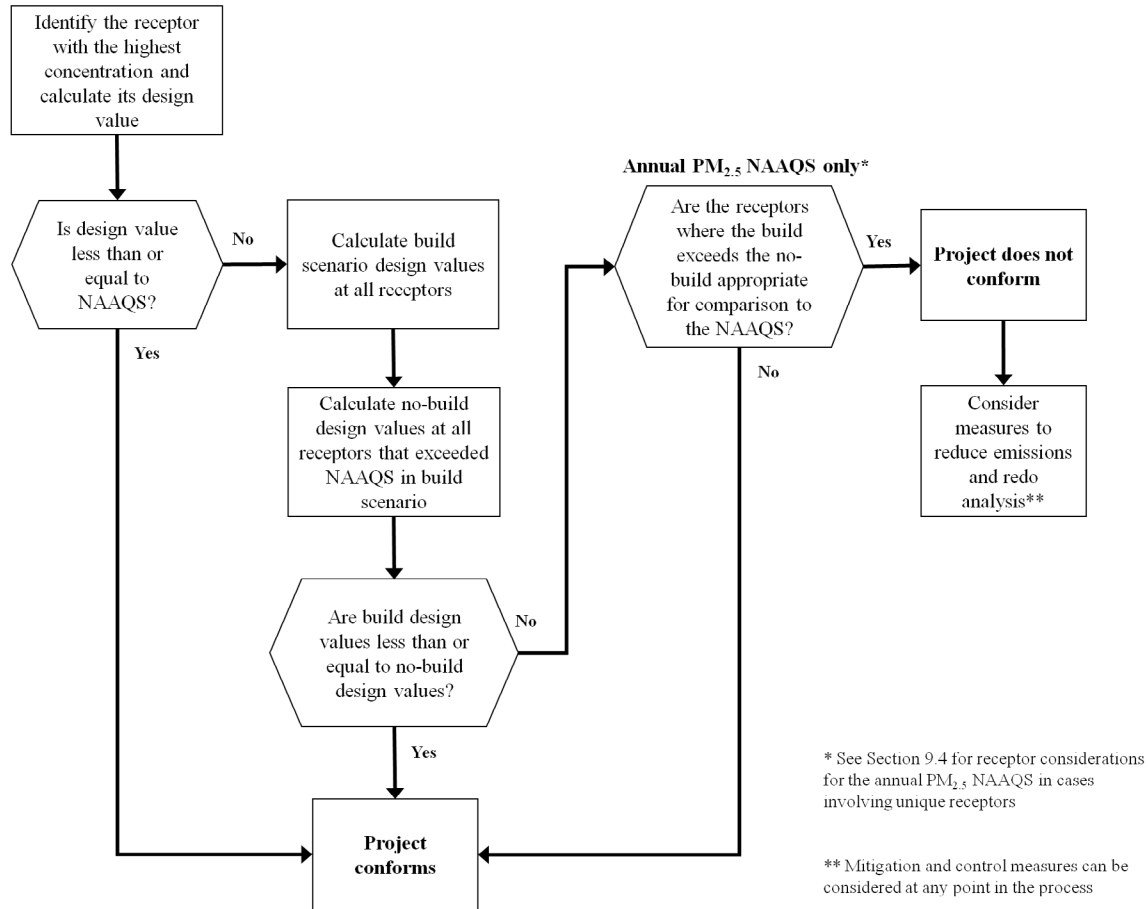 Identify the receptor
with the highest
concentration and
calculate its design
value
Is design value
less than or
equal to
NAAQS?
No
Yes
Calculate build
scenario design values
at all receptors
Calculate no-build
design values at all
receptors that exceeded
NAAQS in build
scenario
Are build design
values less than or
equal to no-build
design values?
No
Yes
Annual PM2.5 NAAQS only*
Are the receptors
where the build
exceeds the no-
build appropriate
for comparison to
the NAAQS?
Yes
No
Project does not
conform
Consider
measures to
reduce emissions
and redo
analysis**
Project
conforms
* See Section 9.4 for receptor considerations
for the annual PM2.5 NAAQS in cases
involving unique receptors
** Mitigation and control measures can be
considered at any point in the process